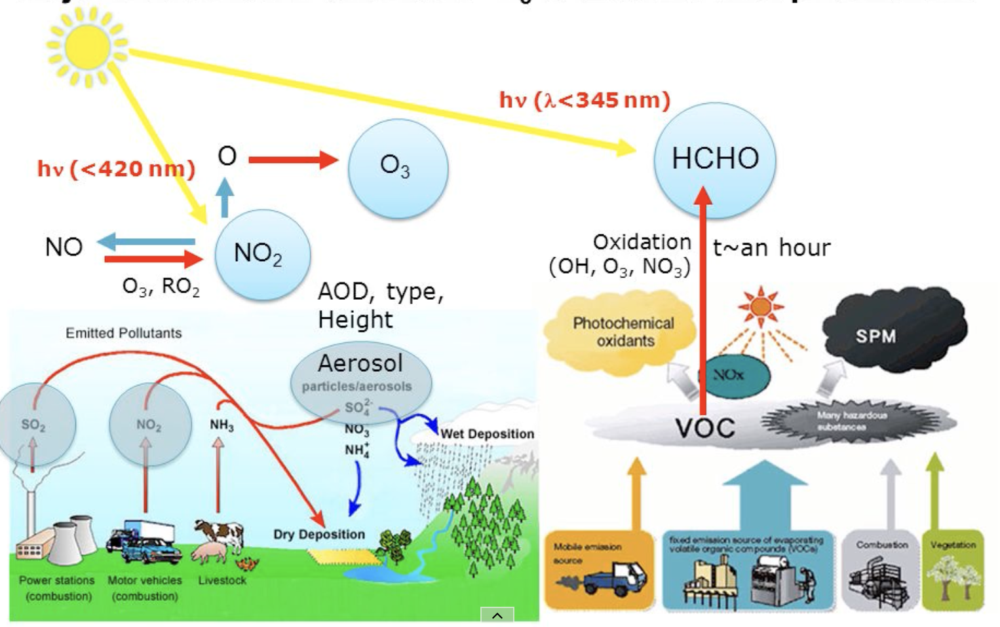 hν (λ<345 nm)
HCHO
O
O₃
hν (<420 nm)
NO
NO₂
O₃, RO₂
Oxidation
(OH, O₃, NO₃)
t~an hour
AOD, type,
Height
Emitted Pollutants
Aerosol
particles/aerosols
SO₄²⁻
NO₃
NH₄⁺
SO₂
NO₂
NH₃
Wet Deposition
Dry Deposition
Power stations
(combustion)
Motor vehicles
(combustion)
Livestock
Photochemical
oxidants
SPM
NOx
VOC
Many hazardous
substances
Mobile emission
source
fixed emission source of evaporating
volatile organic compounds (VOCs)
Combustion
Vegetation